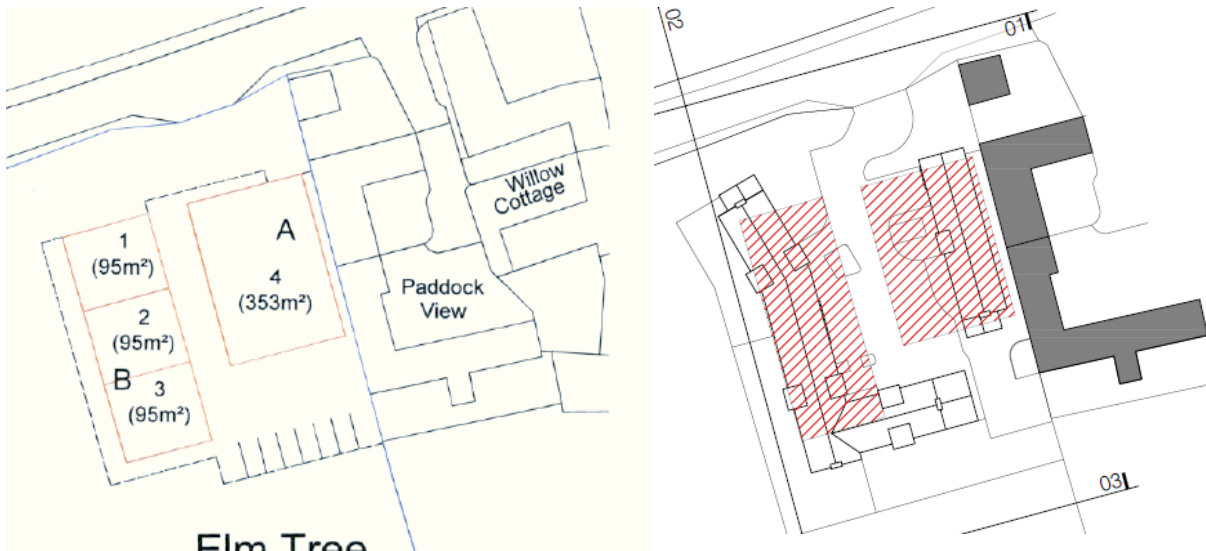 1
(95m²)
2
(95m²)
B
3
(95m²)
A
4
(353m²)
Willow
Cottage
Paddock
View
Elm Tree
02
01
03